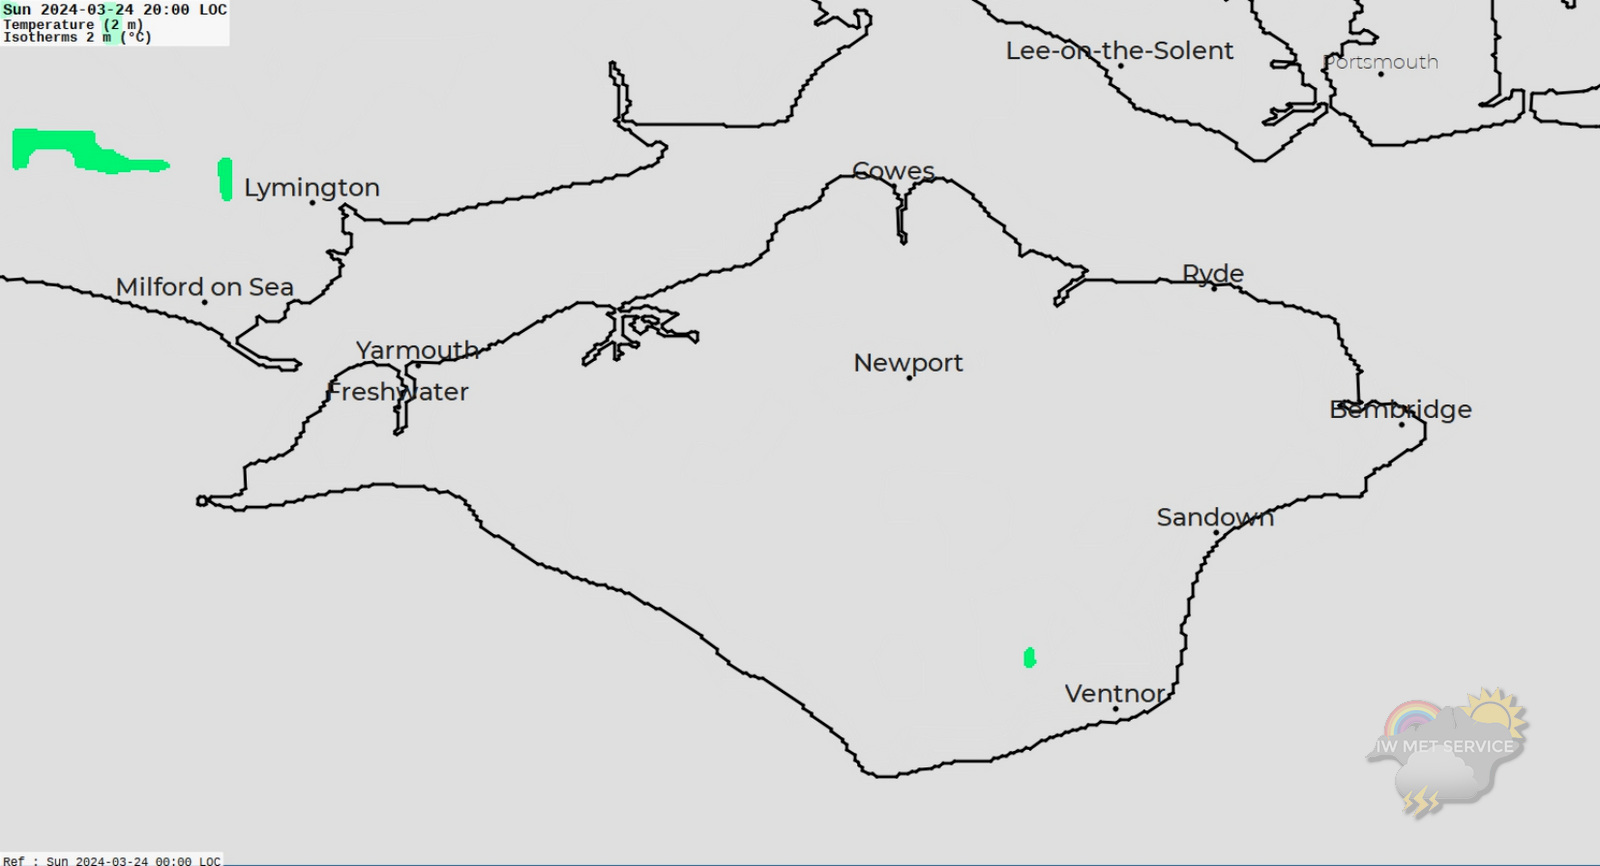 Sun 2024-03-24 20:00 LOC
Temperature (2 m)
Isotherms 2 m (°C)
Lee-on-the-Solent
Portsmouth
Cowes
Lymington
Ryde
Milford on Sea
Yarmouth
Newport
Freshwater
Bembridge
Sandown
Ventnor
IW MET SERVICE
Ref : Sun 2024-03-24 00:00 LOC